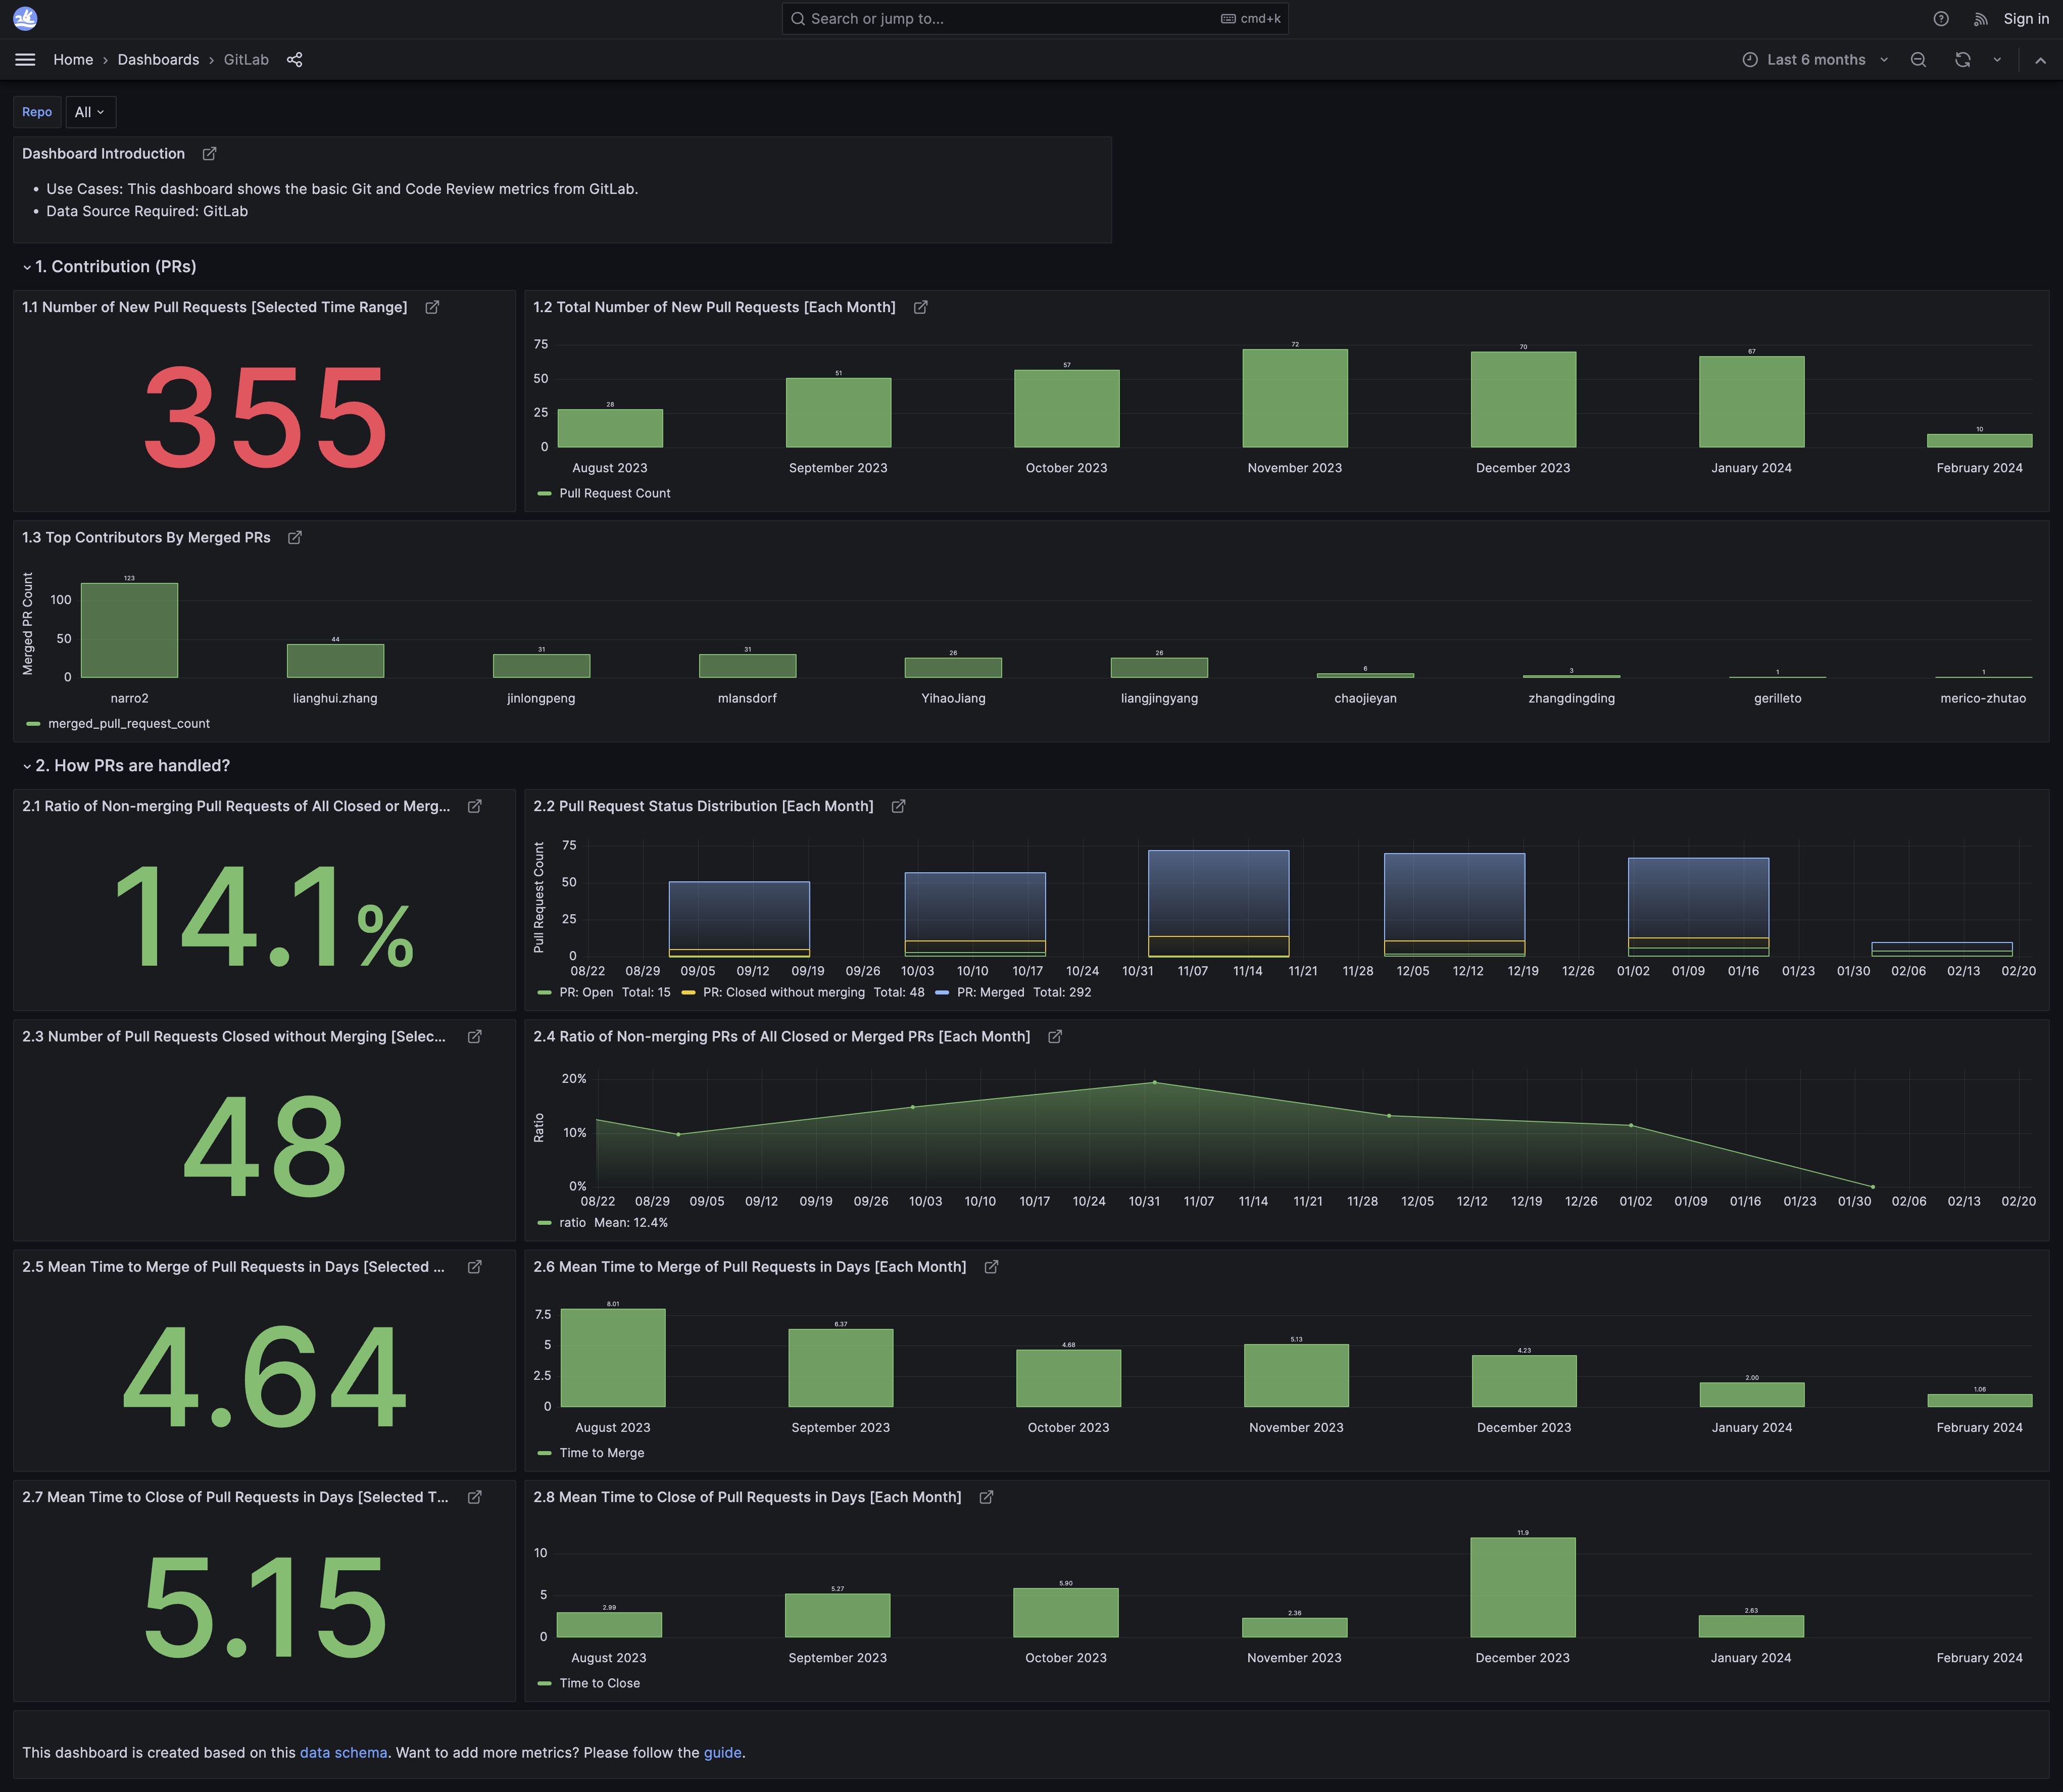 Search or jump to...
cmd+k
Sign in
Home › Dashboards › GitLab
Last 6 months
Repo
All
Dashboard Introduction
• Use Cases: This dashboard shows the basic Git and Code Review metrics from GitLab.
• Data Source Required: GitLab
1. Contribution (PRs)
1.1 Number of New Pull Requests [Selected Time Range]
355
1.2 Total Number of New Pull Requests [Each Month]
75
50
25
0
28
51
57
72
70
67
10
August 2023
September 2023
October 2023
November 2023
December 2023
January 2024
February 2024
Pull Request Count
1.3 Top Contributors By Merged PRs
Merged PR Count
100
50
0
123
44
31
31
26
26
6
3
1
1
narro2
lianghui.zhang
jinlongpeng
mlansdorf
YihaoJiang
liangjingyang
chaojieyan
zhangdingding
gerilleto
merico-zhutao
merged_pull_request_count
2. How PRs are handled?
2.1 Ratio of Non-merging Pull Requests of All Closed or Merg...
14.1%
2.2 Pull Request Status Distribution [Each Month]
Pull Request Count
75
50
25
0
08/22 08/29 09/05 09/12 09/19 09/26 10/03 10/10 10/17 10/24 10/31 11/07 11/14 11/21 11/28 12/05 12/12 12/19 12/26 01/02 01/09 01/16 01/23 01/30 02/06 02/13 02/20
PR: Open Total: 15 PR: Closed without merging Total: 48 PR: Merged Total: 292
2.3 Number of Pull Requests Closed without Merging [Selec...
48
2.4 Ratio of Non-merging PRs of All Closed or Merged PRs [Each Month]
Ratio
20%
10%
0%
08/22 08/29 09/05 09/12 09/19 09/26 10/03 10/10 10/17 10/24 10/31 11/07 11/14 11/21 11/28 12/05 12/12 12/19 12/26 01/02 01/09 01/16 01/23 01/30 02/06 02/13 02/20
ratio Mean: 12.4%
2.5 Mean Time to Merge of Pull Requests in Days [Selected ...
4.64
2.6 Mean Time to Merge of Pull Requests in Days [Each Month]
7.5
5
2.5
0
8.01
6.37
4.68
5.13
4.23
2.00
1.06
August 2023
September 2023
October 2023
November 2023
December 2023
January 2024
February 2024
Time to Merge
2.7 Mean Time to Close of Pull Requests in Days [Selected T...
5.15
2.8 Mean Time to Close of Pull Requests in Days [Each Month]
10
5
0
2.99
5.27
5.90
2.36
11.9
2.63
August 2023
September 2023
October 2023
November 2023
December 2023
January 2024
February 2024
Time to Close
This dashboard is created based on this data schema. Want to add more metrics? Please follow the guide.